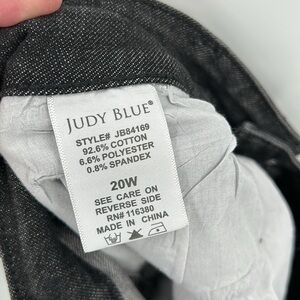 JUDY BLUE®
STYLE# JB84169
92.6% COTTON
6.6% POLYESTER
0.8% SPANDEX
20W
SEE CARE ON
REVERSE SIDE
RN# 116380
MADE IN CHINA